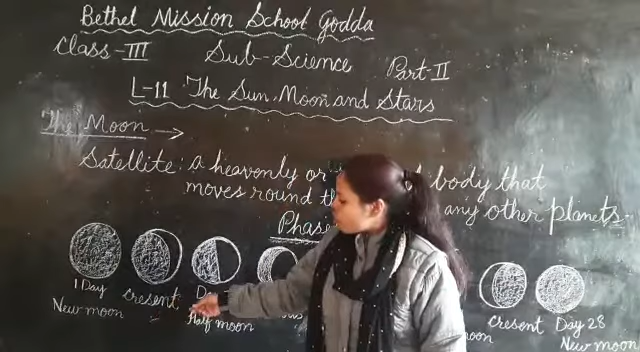 Bethel Mission School Godda
Class-III Sub-Science Part-II
L-11 The Sun, Moon and Stars
The Moon →
Satellite: a heavenly or body that
moves round any other planets.
Phase
1 Day Cresent Cresent Day 28
New moon Half moon New moon